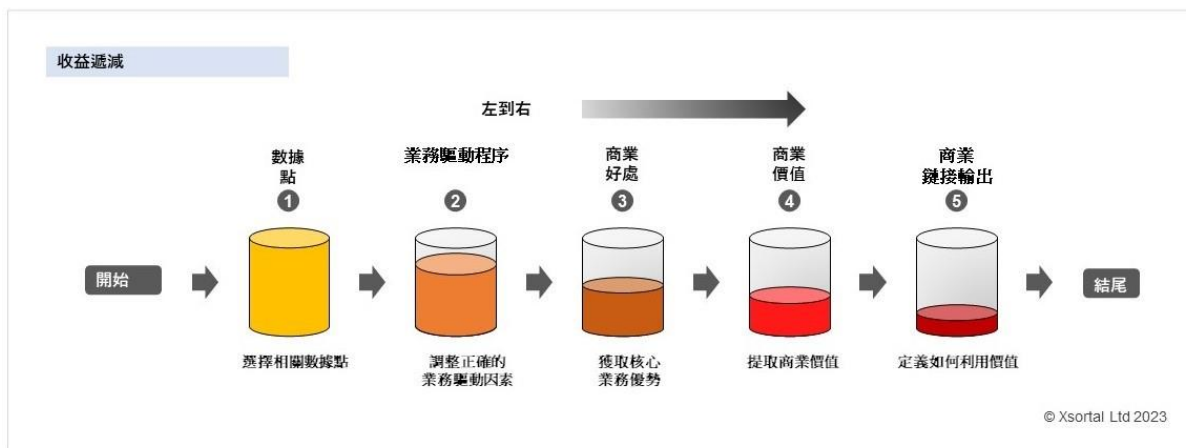 收益遞減
左到右
數據
點
1
業務驅動程序
2
商業
好處
3
商業
價值
4
商業
鏈接輸出
5
開始
結尾
選擇相關數據點
調整正確的
業務驅動因素
獲取核心
業務優勢
提取商業價值
定義如何利用價值
© Xsortal Ltd 2023